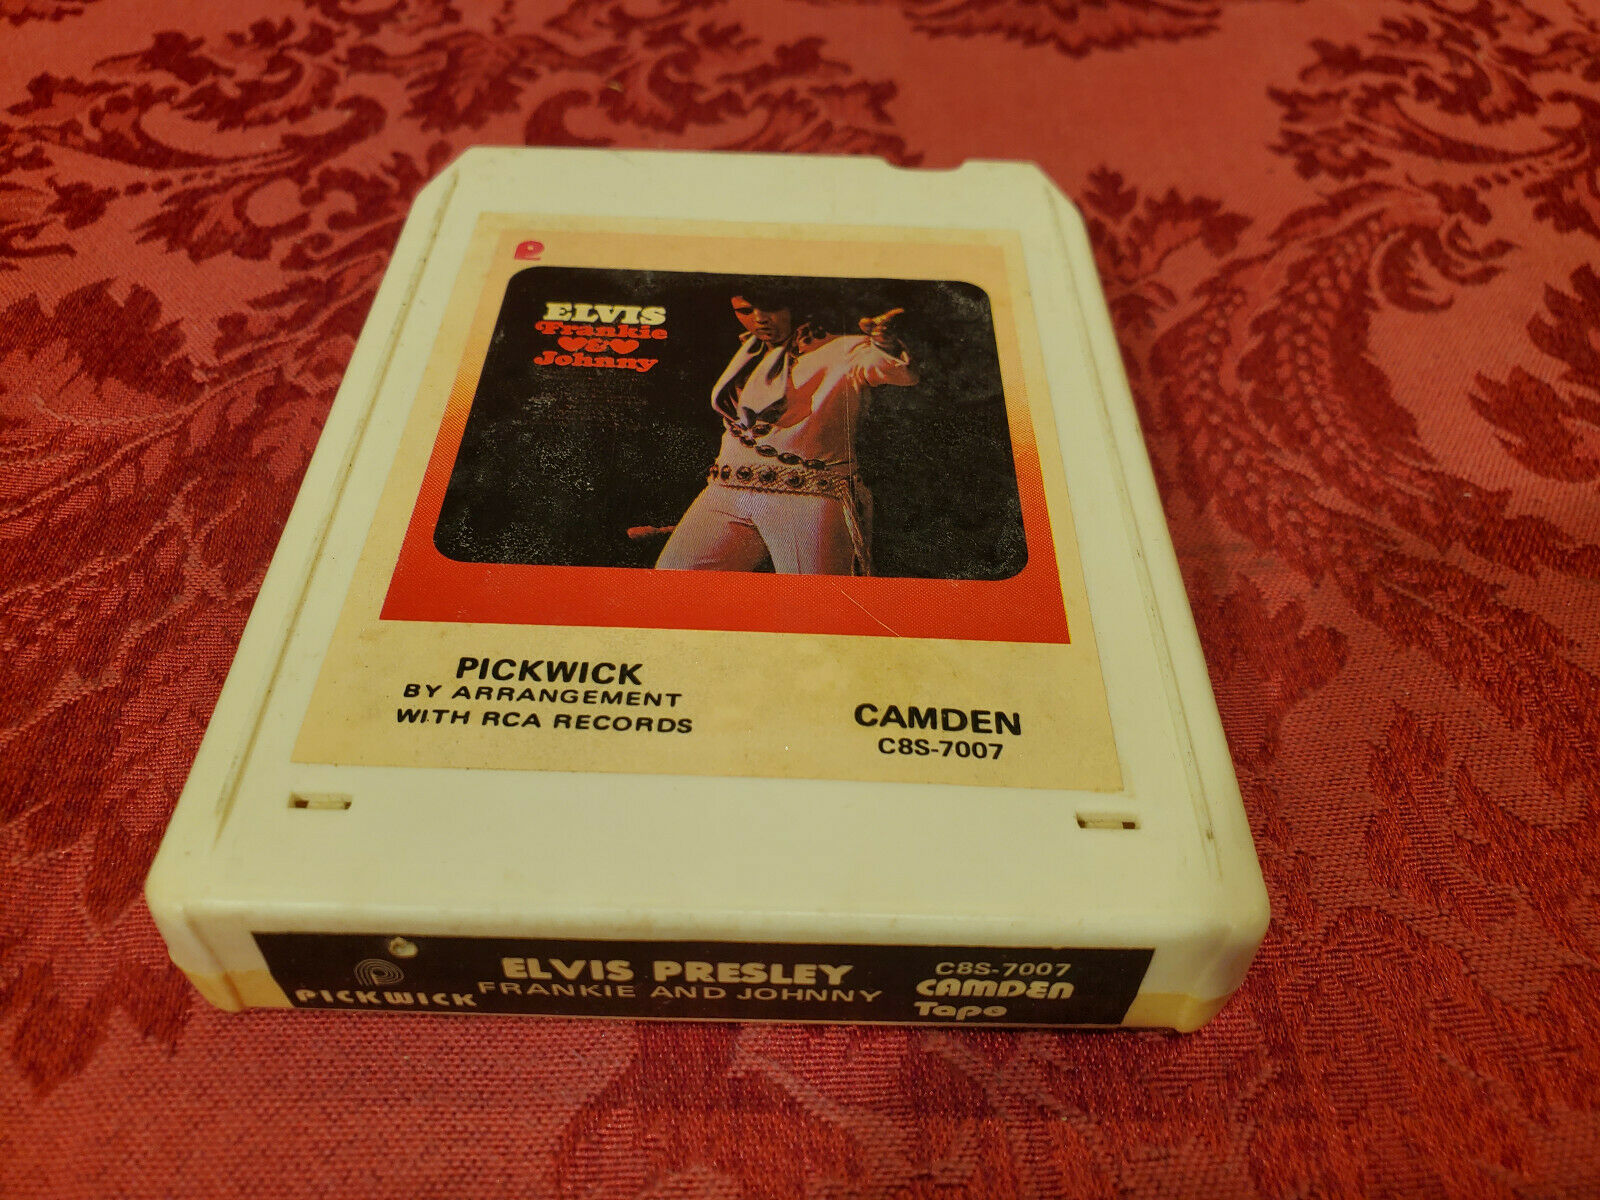 ELVIS
Frankie
&
Johnny
PICKWICK
BY ARRANGEMENT
WITH RCA RECORDS
CAMDEN
C8S-7007
PICKWICK
ELVIS PRESLEY
FRANKIE AND JOHNNY
C8S-7007
CAMDEN
Tape